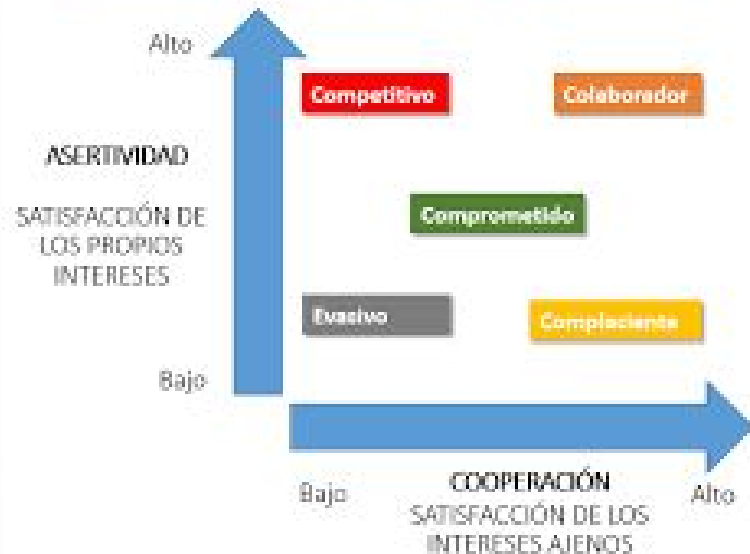 Alto
Competitivo
Colaborador
ASERTIVIDAD
SATISFACCIÓN DE
LOS PROPIOS
INTERESES
Comprometido
Evasivo
Complaciente
Bajo
Bajo
COOPERACIÓN
Alto
SATISFACCIÓN DE LOS
INTERESES AJENOS